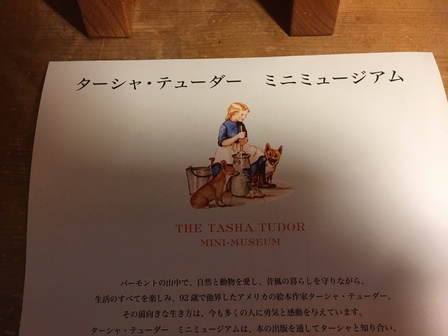 ターシャ・テューダー　ミニミュージアム
THE TASHA TUDOR
MINI-MUSEUM
バーモントの山中で、自然と動物を愛し、昔風の暮らしを守りながら、
生活のすべてを楽しみ、92歳で他界したアメリカの絵本作家ターシャ・テューダー。
その前向きな生き方は、今も多くの人に勇気と感動を与えています。
ターシャ・テューダー　ミニミュージアムは、本の出版を通してターシャと知り合い、